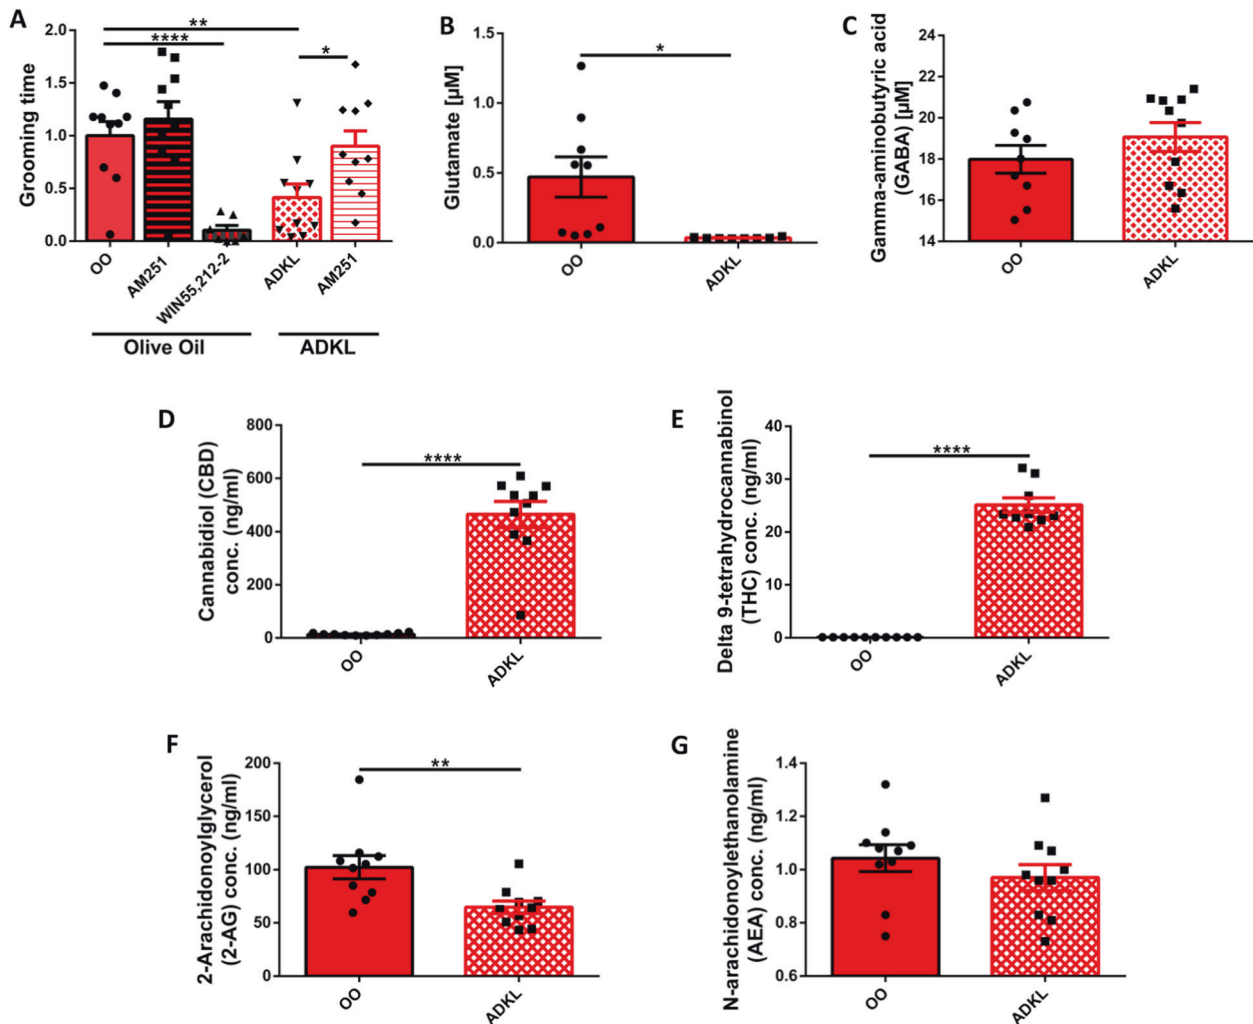 A
Grooming time
2.0
1.5
1.0
0.5
0.0
**
****
*
OO
AM251
WIN55,212-2
ADKL
AM251
Olive Oil
ADKL
B
Glutamate [µM]
1.5
1.0
0.5
0.0
*
OO
ADKL
C
Gamma-aminobutyric acid
(GABA) [µM]
24
22
20
18
16
14
OO
ADKL
D
Cannabidiol (CBD)
conc. (ng/ml)
800
600
400
200
0
****
OO
ADKL
E
Delta 9-tetrahydrocannabinol
(THC) conc. (ng/ml)
40
30
20
10
0
****
OO
ADKL
F
2-Arachidonoylglycerol
(2-AG) conc. (ng/ml)
200
150
100
50
0
**
OO
ADKL
G
N-arachidonoylethanolamine
(AEA) conc. (ng/ml)
1.4
1.2
1.0
0.8
0.6
OO
ADKL